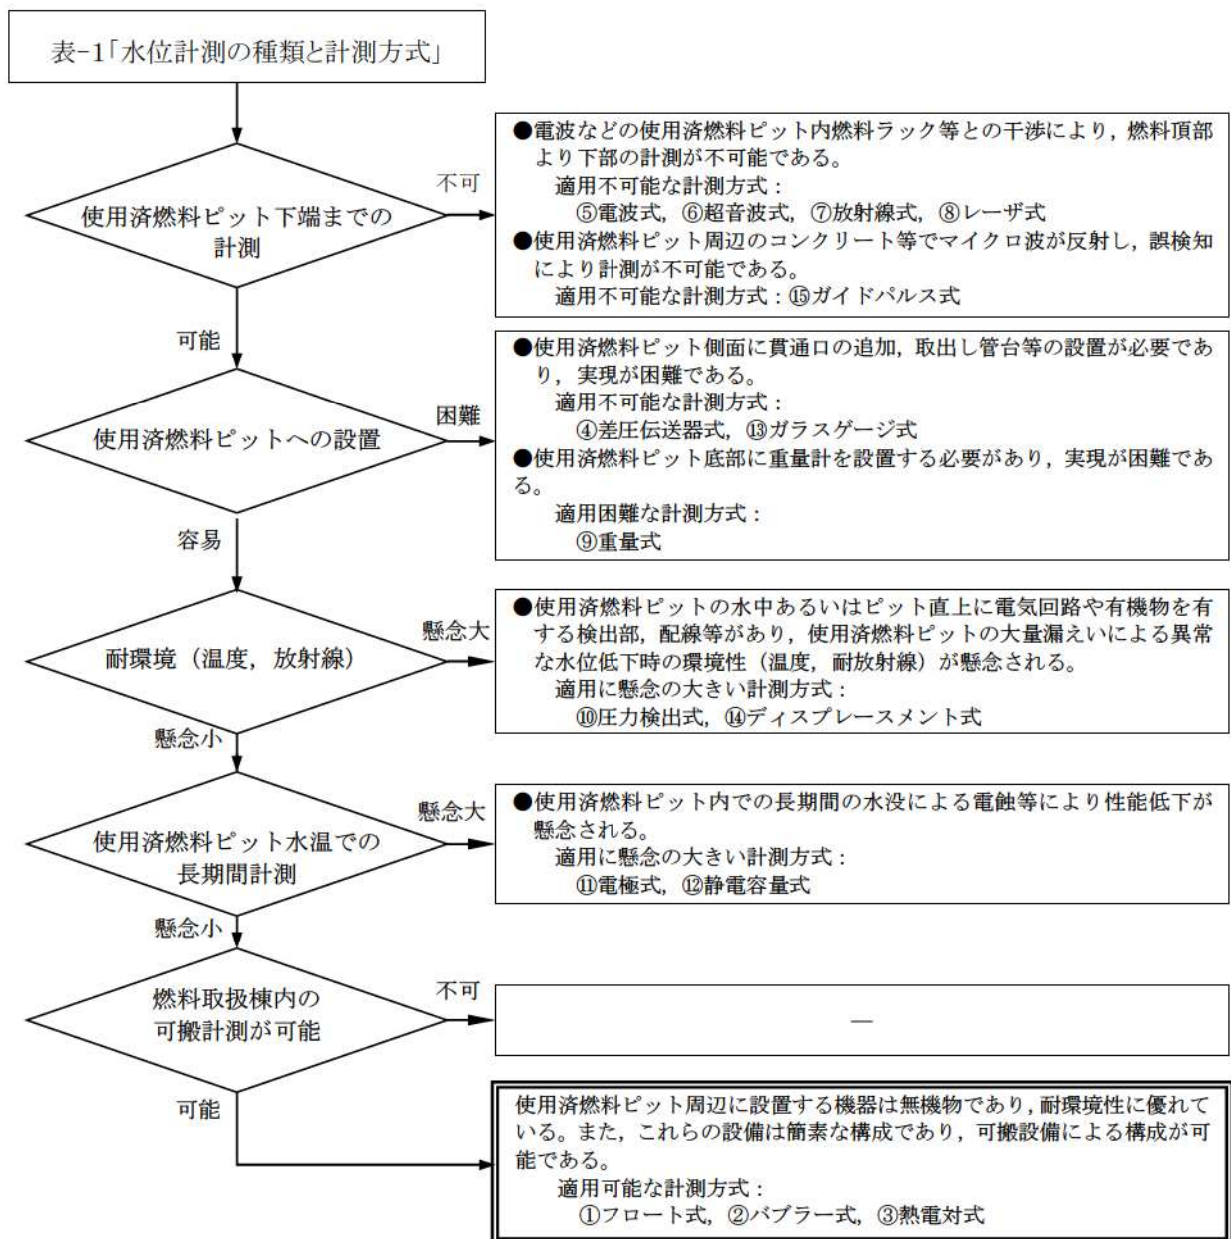 表-1「水位計測の種類と計測方式」
使用済燃料ピット下端までの
計測
不可
●電波などの使用済燃料ピット内燃料ラック等との干渉により，燃料頂部
より下部の計測が不可能である。
適用不可能な計測方式：
⑤電波式，⑥超音波式，⑦放射線式，⑧レーザ式
●使用済燃料ピット周辺のコンクリート等でマイクロ波が反射し，誤検知
により計測が不可能である。
適用不可能な計測方式：⑮ガイドパルス式
可能
使用済燃料ピットへの設置
困難
●使用済燃料ピット側面に貫通口の追加，取出し管台等の設置が必要であ
り，実現が困難である。
適用不可能な計測方式：
④差圧伝送器式，⑬ガラスゲージ式
●使用済燃料ピット底部に重量計を設置する必要があり，実現が困難であ
る。
適用困難な計測方式：
⑨重量式
容易
耐環境（温度，放射線）
懸念大
●使用済燃料ピットの水中あるいはピット直上に電気回路や有機物を有
する検出部，配線等があり，使用済燃料ピットの大量漏えいによる異常
な水位低下時の環境性（温度，耐放射線）が懸念される。
適用に懸念の大きい計測方式：
⑩圧力検出式，⑭ディスプレースメント式
懸念小
使用済燃料ピット水温での
長期間計測
懸念大
●使用済燃料ピット内での長期間の水没による電蝕等により性能低下が
懸念される。
適用に懸念の大きい計測方式：
⑪電極式，⑫静電容量式
懸念小
燃料取扱棟内の
可搬計測が可能
不可
―
可能
使用済燃料ピット周辺に設置する機器は無機物であり，耐環境性に優れて
いる。また，これらの設備は簡素な構成であり，可搬設備による構成が可
能である。
適用可能な計測方式：
①フロート式，②バブラー式，③熱電対式